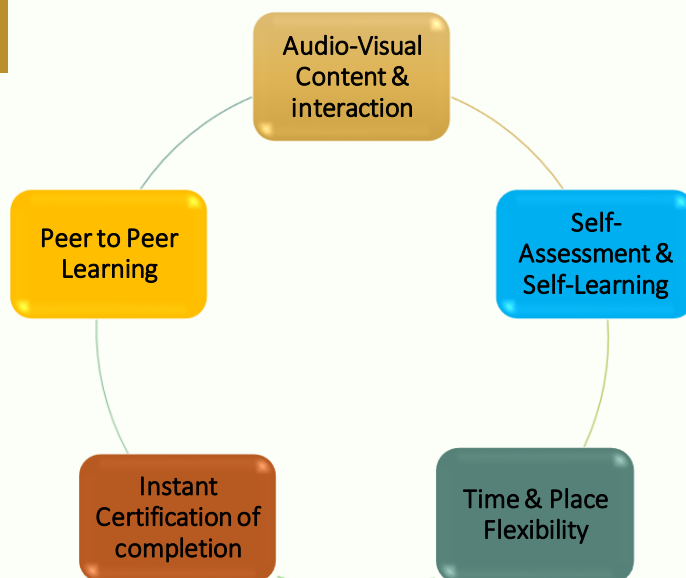 Audio-Visual
Content &
interaction
Self-
Assessment &
Self-Learning
Time & Place
Flexibility
Instant
Certification of
completion
Peer to Peer
Learning